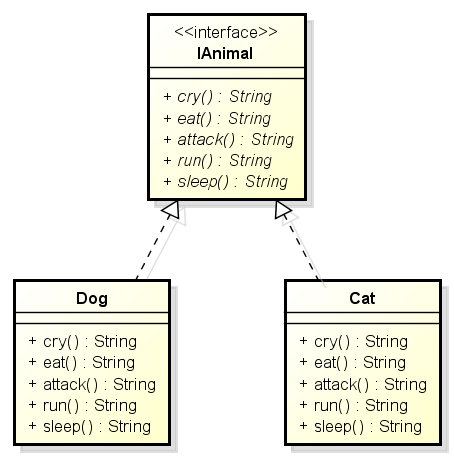 <<interface>>
IAnimal
+ cry() : String
+ eat() : String
+ attack() : String
+ run() : String
+ sleep() : String
Dog
+ cry() : String
+ eat() : String
+ attack() : String
+ run() : String
+ sleep() : String
Cat
+ cry() : String
+ eat() : String
+ attack() : String
+ run() : String
+ sleep() : String